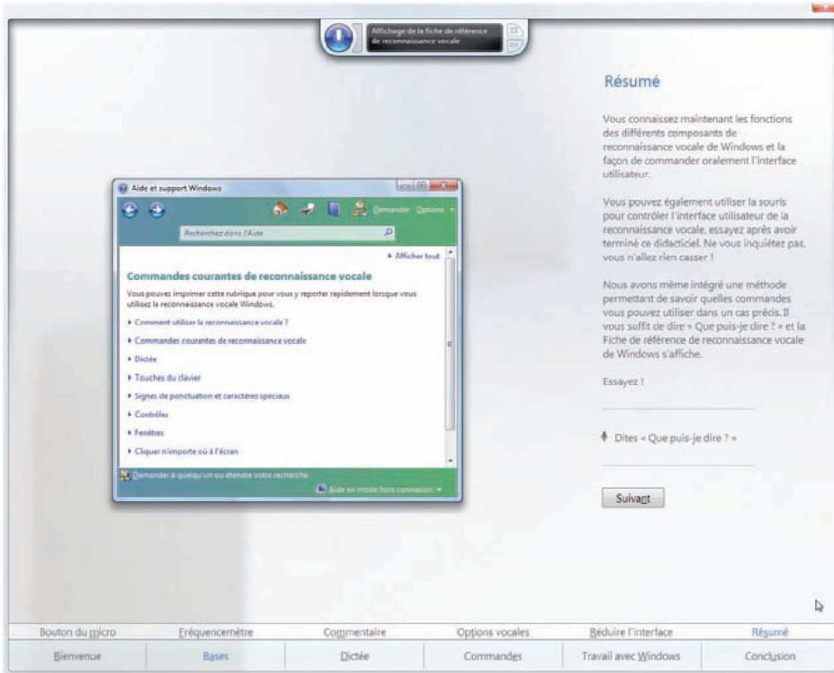 Affichage de la fiche de référence
de reconnaissance vocale
Résumé
Vous connaissez maintenant les fonctions
des différents composants de
reconnaissance vocale de Windows et la
façon de commander oralement l'interface
utilisateur.
Vous pouvez également utiliser la souris
pour contrôler l'interface utilisateur de la
reconnaissance vocale, essayez après avoir
terminé ce didacticiel. Ne vous inquiétez pas,
vous n'allez rien casser !
Nous avons même intégré une méthode
permettant de savoir quelles commandes
vous pouvez utiliser dans un cas précis. Il
vous suffit de dire « Que puis-je dire ? » et la
Fiche de référence de reconnaissance vocale
de Windows s'affiche.
Essayez !
Dites « Que puis-je dire ? »
Suivant
Aide et support Windows
Demander Options
Recherchez dans l'Aide
Afficher tout
Commandes courantes de reconnaissance vocale
Vous pouvez imprimer cette rubrique pour vous y reporter rapidement lorsque vous
utilisez la reconnaissance vocale Windows.
Comment utiliser la reconnaissance vocale ?
Commandes courantes de reconnaissance vocale
Dictée
Touches du clavier
Signes de ponctuation et caractères spéciaux
Contrôles
Fenêtres
Cliquer n'importe où à l'écran
Demander à quelqu'un ou étendre votre recherche
Aide en mode hors connexion
Bouton du micro Fréquencemètre Commentaire Options vocales Réduire l'interface Résumé
Bienvenue Bases Dictée Commandes Travail avec Windows Conclusion